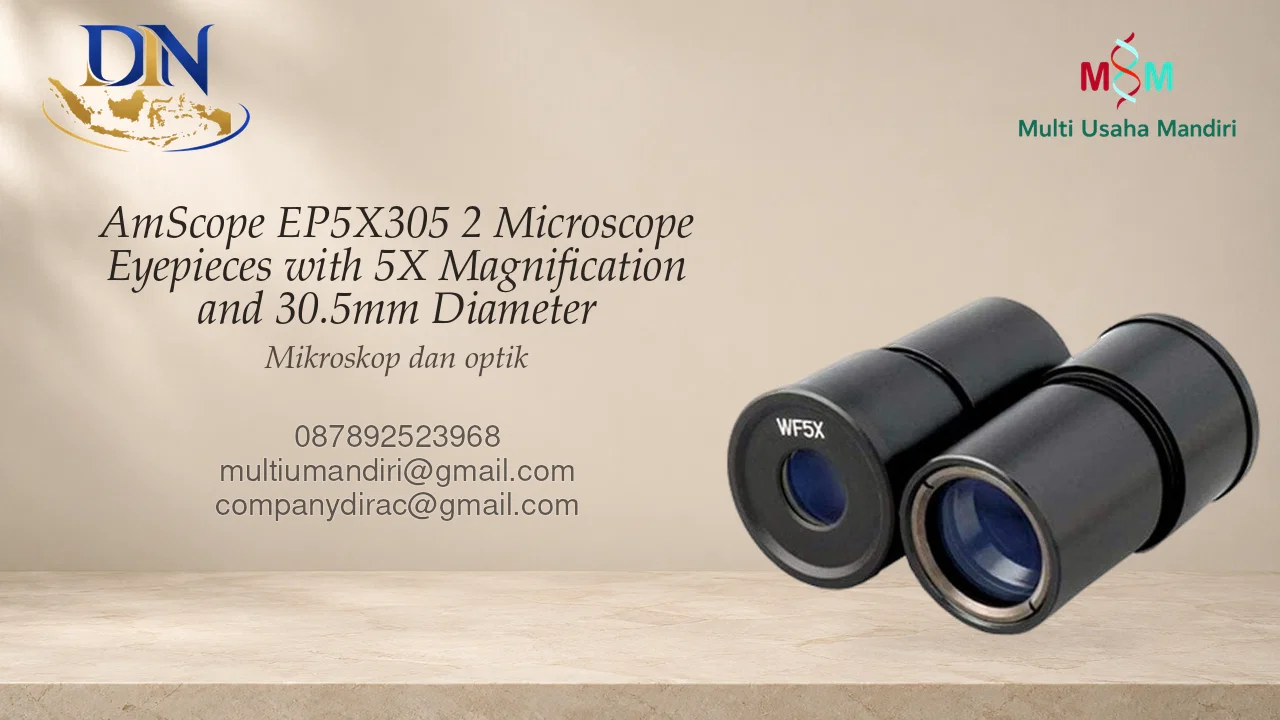 DIN
M M
Multi Usaha Mandiri
AmScope EP5X305 2 Microscope
Eyepieces with 5X Magnification
and 30.5mm Diameter
Mikroskop dan optik
087892523968
multiumandiri@gmail.com
companydirac@gmail.com
WF5X